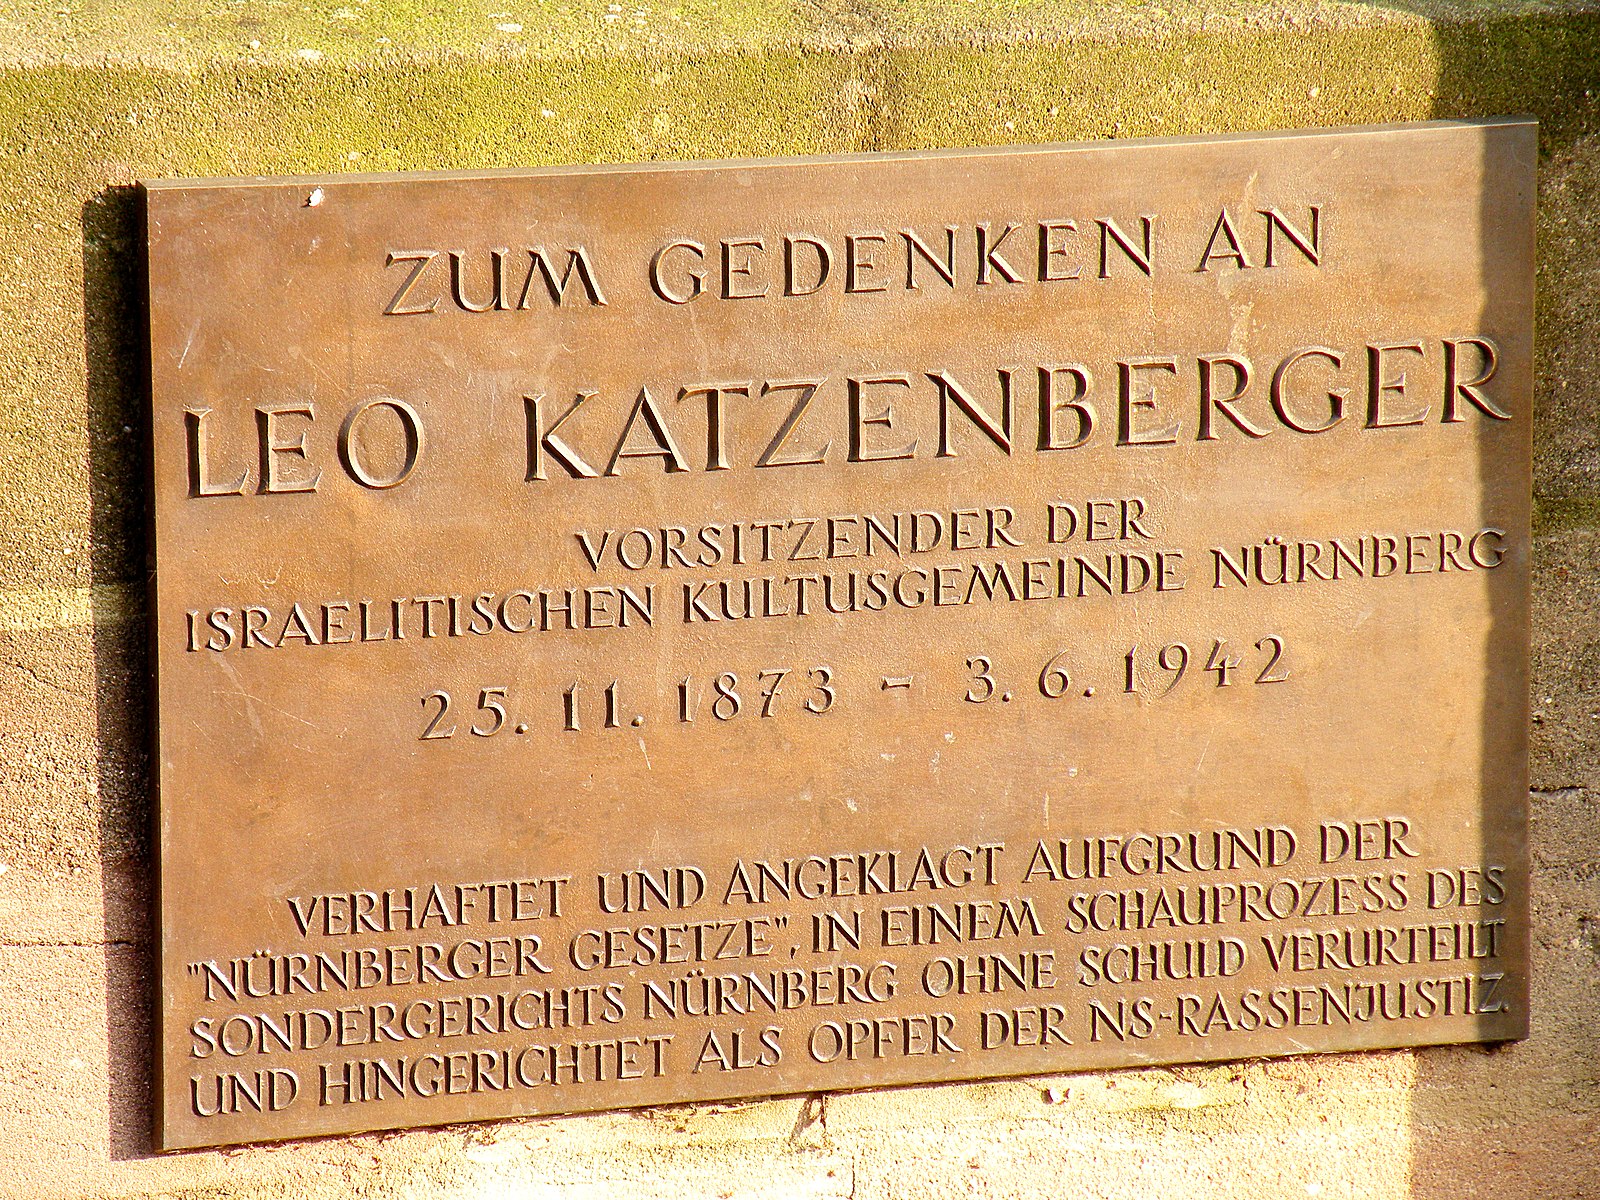 ZUM GEDENKEN AN
LEO KATZENBERGER
VORSITZENDER DER
ISRAELITISCHEN KULTUSGEMEINDE NÜRNBERG
25. 11. 1873 - 3. 6. 1942
VERHAFTET UND ANGEKLAGT AUFGRUND DER
"NÜRNBERGER GESETZE", IN EINEM SCHAUPROZESS DES
SONDERGERICHTS NÜRNBERG OHNE SCHULD VERURTEILT
UND HINGERICHTET ALS OPFER DER NS-RASSENJUSTIZ.